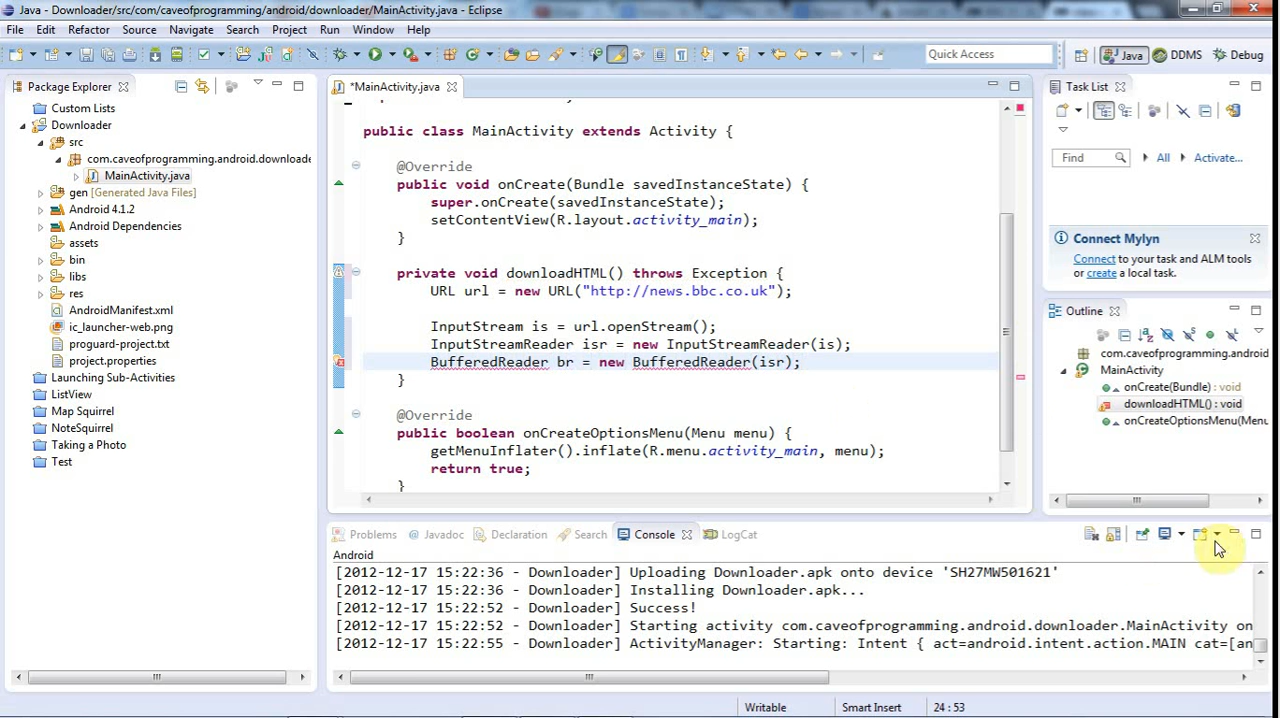 Java - Downloader/src/com/caveofprogramming/android/downloader/MainActivity.java - Eclipse
File Edit Refactor Source Navigate Search Project Run Window Help
Quick Access
Java
DDMS
Debug
Package Explorer
Custom Lists
Downloader
src
com.caveofprogramming.android.downloade
MainActivity.java
gen [Generated Java Files]
Android 4.1.2
Android Dependencies
assets
bin
libs
res
AndroidManifest.xml
ic_launcher-web.png
proguard-project.txt
project.properties
Launching Sub-Activities
ListView
Map Squirrel
NoteSquirrel
Taking a Photo
Test
*MainActivity.java
public class MainActivity extends Activity {
@Override
public void onCreate(Bundle savedInstanceState) {
super.onCreate(savedInstanceState);
setContentView(R.layout.activity_main);
}
private void downloadHTML() throws Exception {
URL url = new URL("http://news.bbc.co.uk");
InputStream is = url.openStream();
InputStreamReader isr = new InputStreamReader(is);
BufferedReader br = new BufferedReader(isr);
}
@Override
public boolean onCreateOptionsMenu(Menu menu) {
getMenuInflater().inflate(R.menu.activity_main, menu);
return true;
}
Task List
Find
All
Activate...
Connect Mylyn
Connect to your task and ALM tools
or create a local task.
Outline
com.caveofprogramming.android
MainActivity
onCreate(Bundle) : void
downloadHTML() : void
onCreateOptionsMenu(Menu
Problems
Javadoc
Declaration
Search
Console
LogCat
Android
[2012-12-17 15:22:36 - Downloader] Uploading Downloader.apk onto device 'SH27MW501621'
[2012-12-17 15:22:36 - Downloader] Installing Downloader.apk...
[2012-12-17 15:22:52 - Downloader] Success!
[2012-12-17 15:22:52 - Downloader] Starting activity com.caveofprogramming.android.downloader.MainActivity on
[2012-12-17 15:22:55 - Downloader] ActivityManager: Starting: Intent { act=android.intent.action.MAIN cat=[an
Writable
Smart Insert
24 : 53